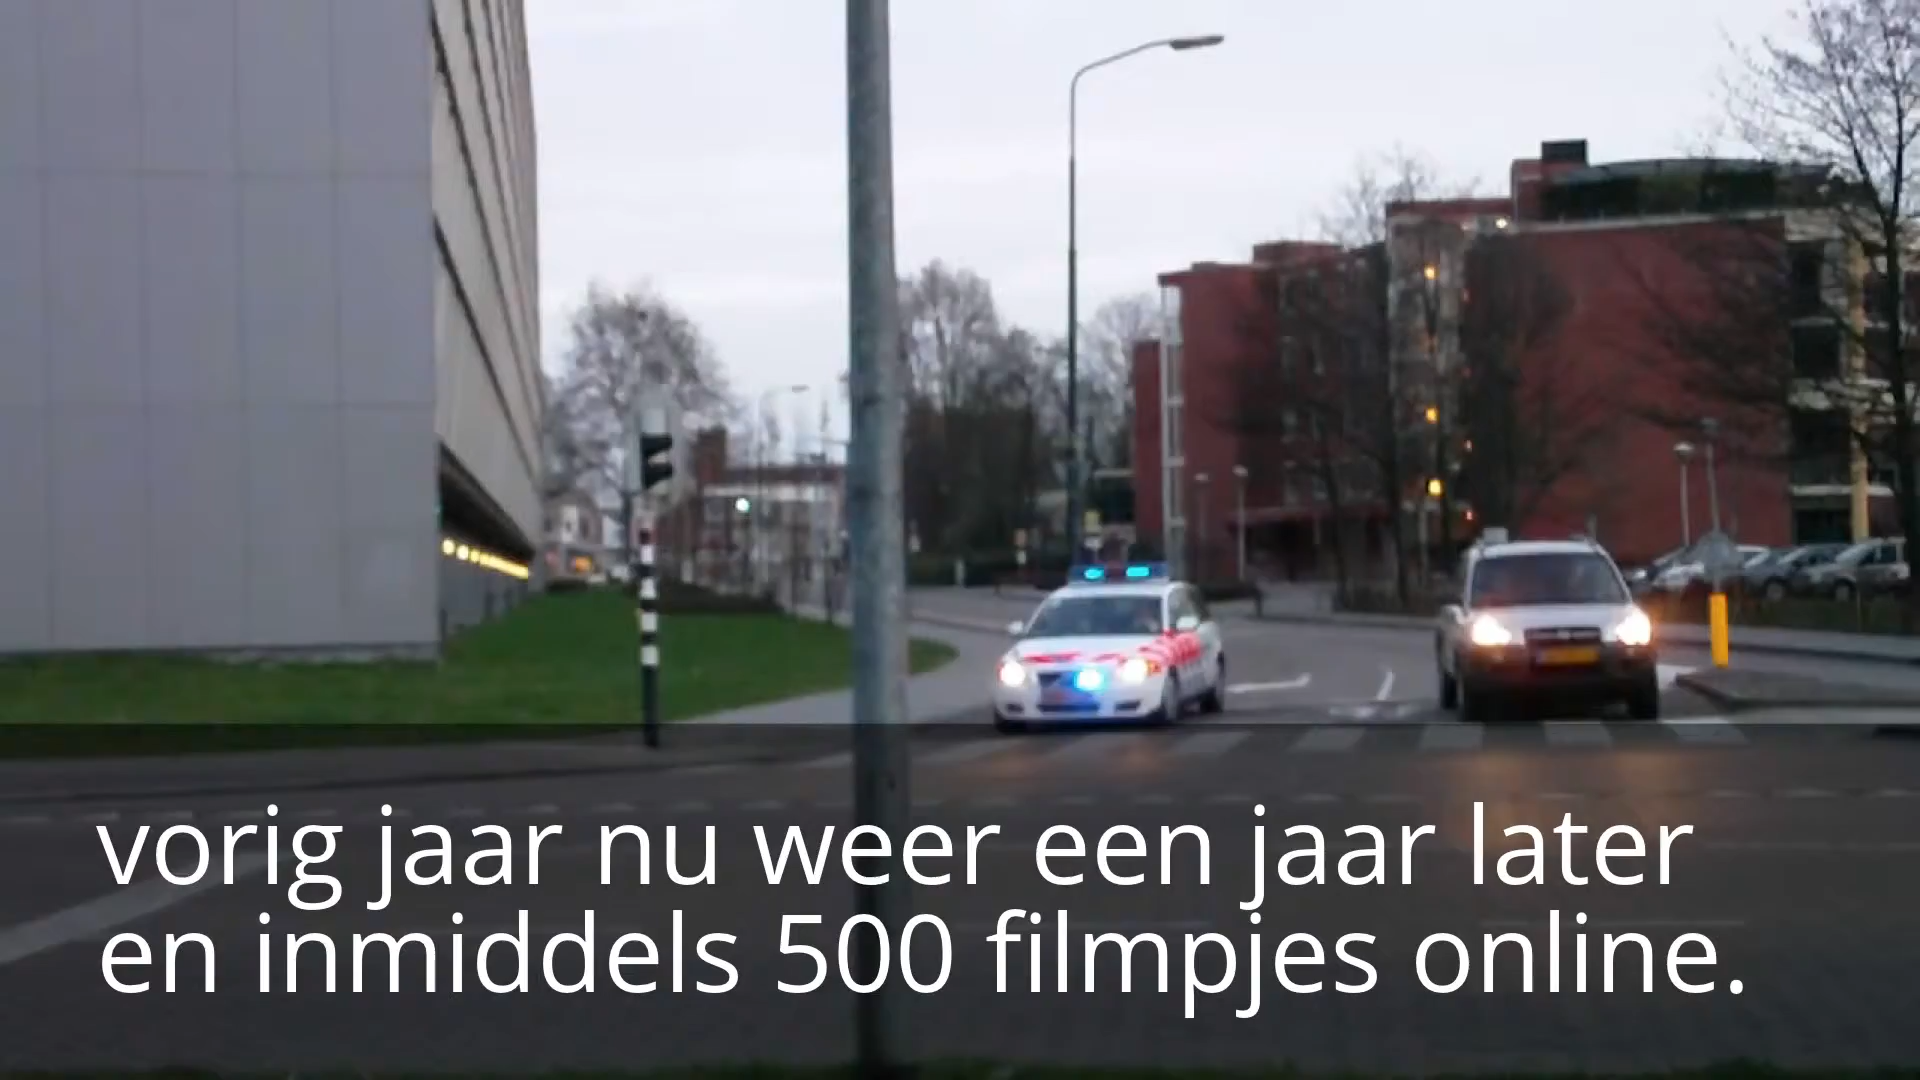 vorig jaar nu weer een jaar later
en inmiddels 500 filmpjes online.